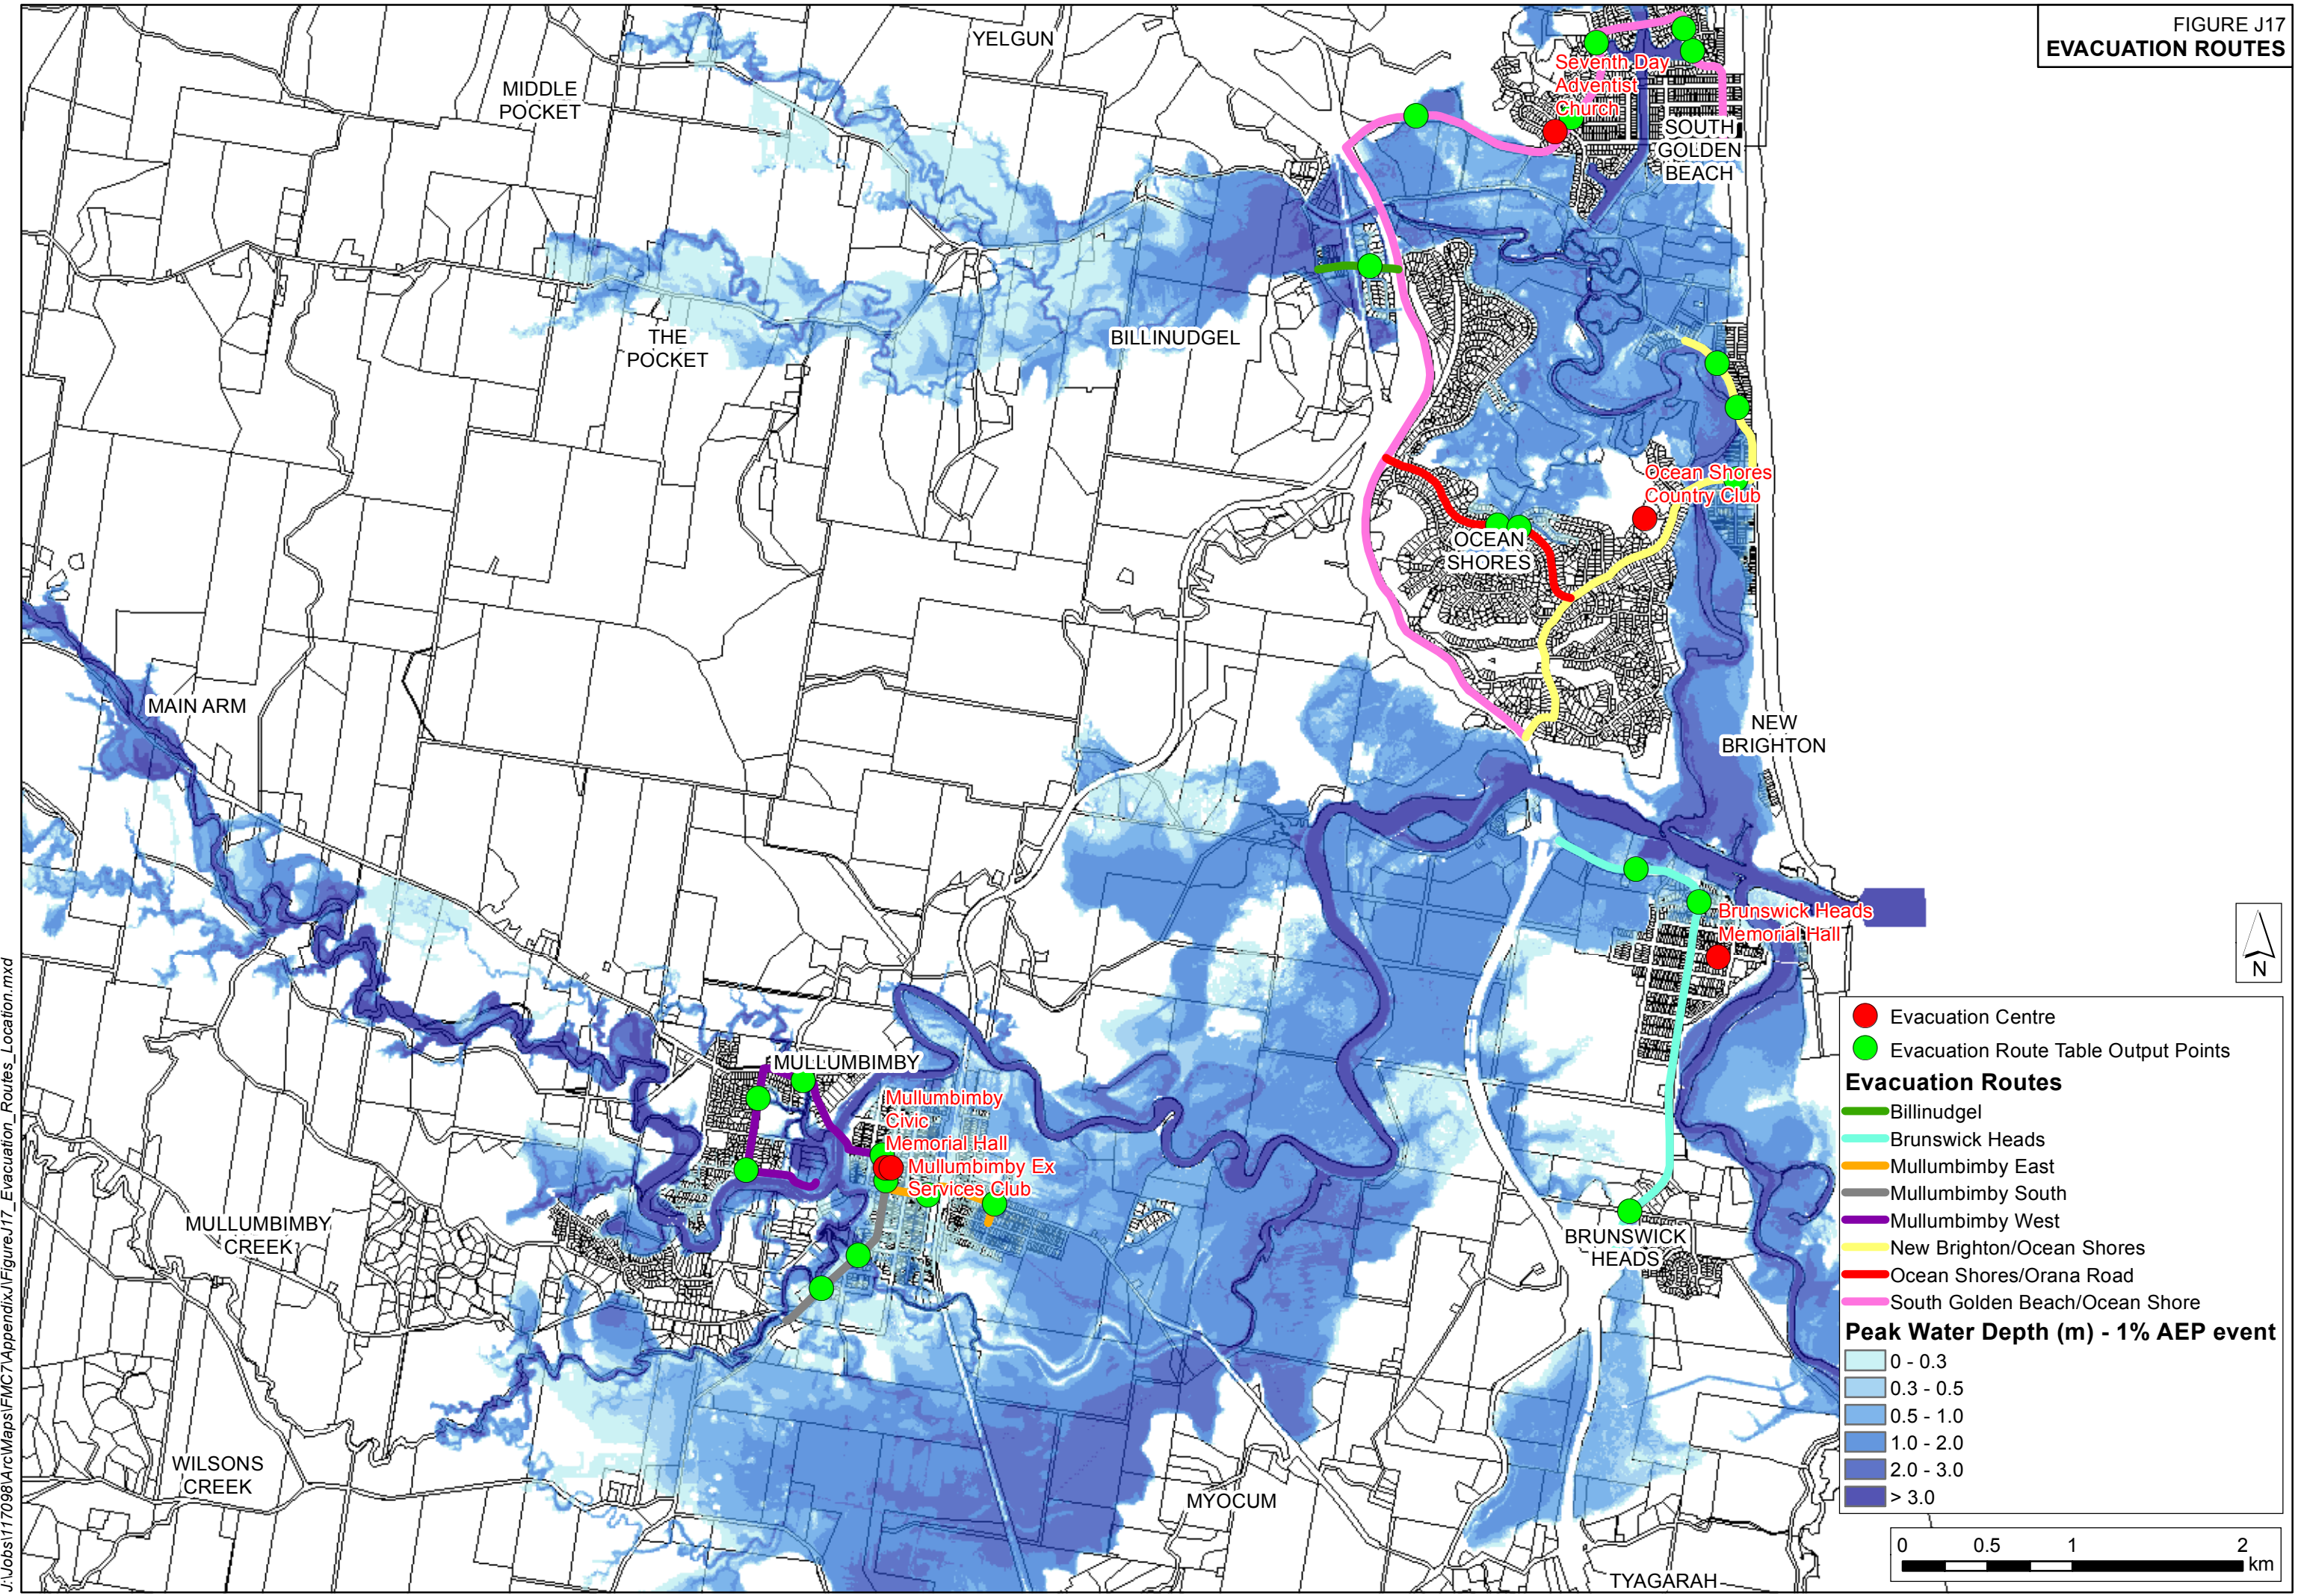 FIGURE J17
EVACUATION ROUTES
YELGUN
MIDDLE
POCKET
Seventh Day
Adventist
Church
SOUTH
GOLDEN
BEACH
THE
POCKET
BILLINUDGEL
Ocean Shores
Country Club
OCEAN
SHORES
MAIN ARM
NEW
BRIGHTON
Brunswick Heads
Memorial Hall
MULLUMBIMBY
Mullumbimby
Civic
Memorial Hall
Mullumbimby Ex
Services Club
MULLUMBIMBY
CREEK
BRUNSWICK
HEADS
WILSONS
CREEK
MYOCUM
TYAGARAH
N
Evacuation Centre
Evacuation Route Table Output Points
Evacuation Routes
Billinudgel
Brunswick Heads
Mullumbimby East
Mullumbimby South
Mullumbimby West
New Brighton/Ocean Shores
Ocean Shores/Orana Road
South Golden Beach/Ocean Shore
Peak Water Depth (m) - 1% AEP event
0 - 0.3
0.3 - 0.5
0.5 - 1.0
1.0 - 2.0
2.0 - 3.0
> 3.0
0 0.5 1 2
km
J:\Jobs\117098\Arc\Maps\FMC7\AppendixJ\FigureJ17_Evacuation_Routes_Location.mxd